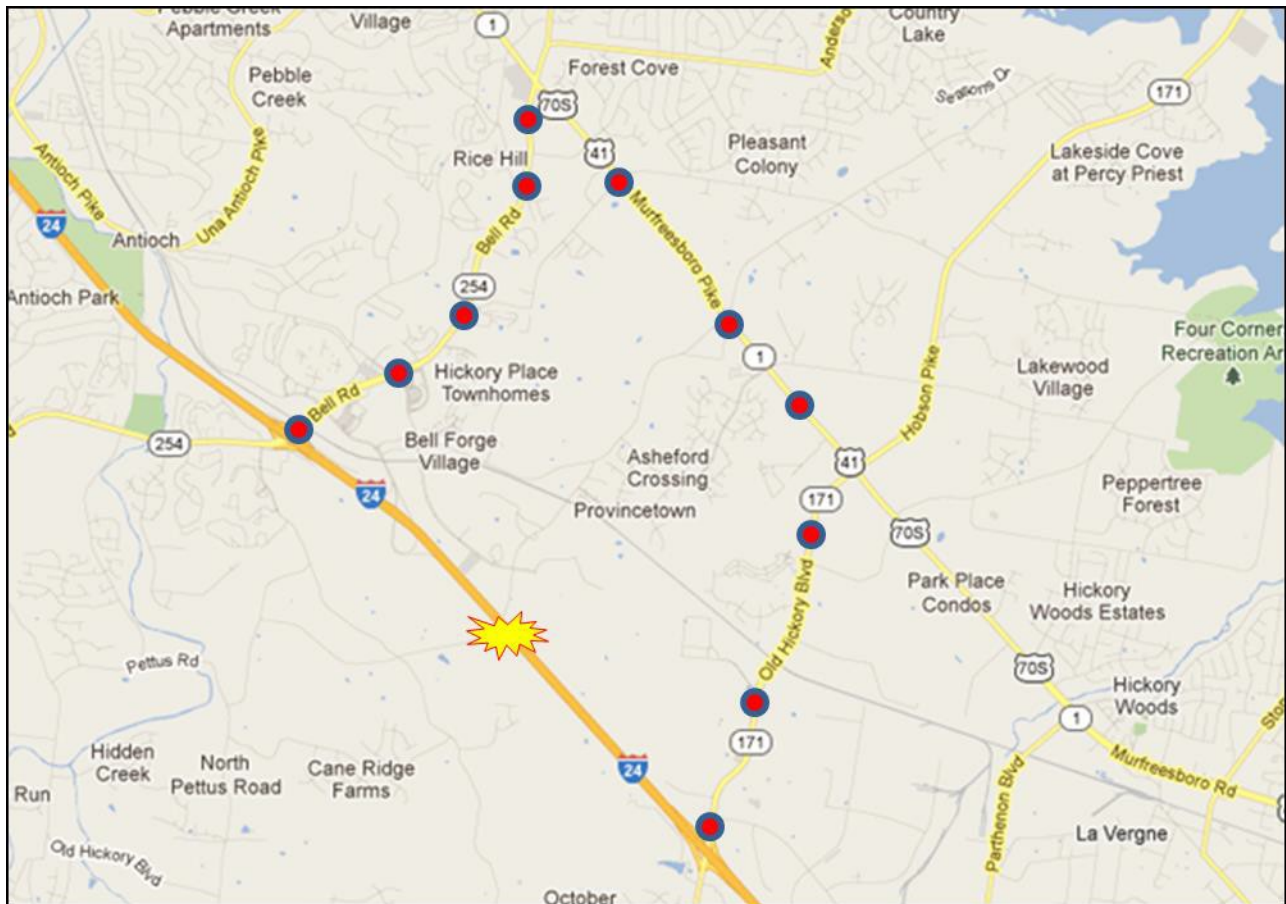 Pebble Creek
Apartments
Village
1
Country
Lake
Forest Cove
Pebble
Creek
70S
Seasons Dr
171
41
Pleasant
Colony
Rice Hill
Lakeside Cove
at Percy Priest
Antioch Pike
Una Antioch Pike
24
Antioch
Bell Rd
Murfreesboro Pike
254
Antioch Park
Four Corner
Recreation Ar
1
Lakewood
Village
Hickory Place
Townhomes
Bell Rd
Hobson Pike
254
Bell Forge
Village
Asheford
Crossing
41
24
171
Provincetown
Peppertree
Forest
70S
Old Hickory Blvd
Park Place
Condos
Hickory
Woods Estates
Pettus Rd
70S
Hickory
Woods
1
171
24
Hidden
Creek
North
Pettus Road
Cane Ridge
Farms
Murfreesboro Rd
Run
Parthenon Blvd
La Vergne
Old Hickory Blvd
October